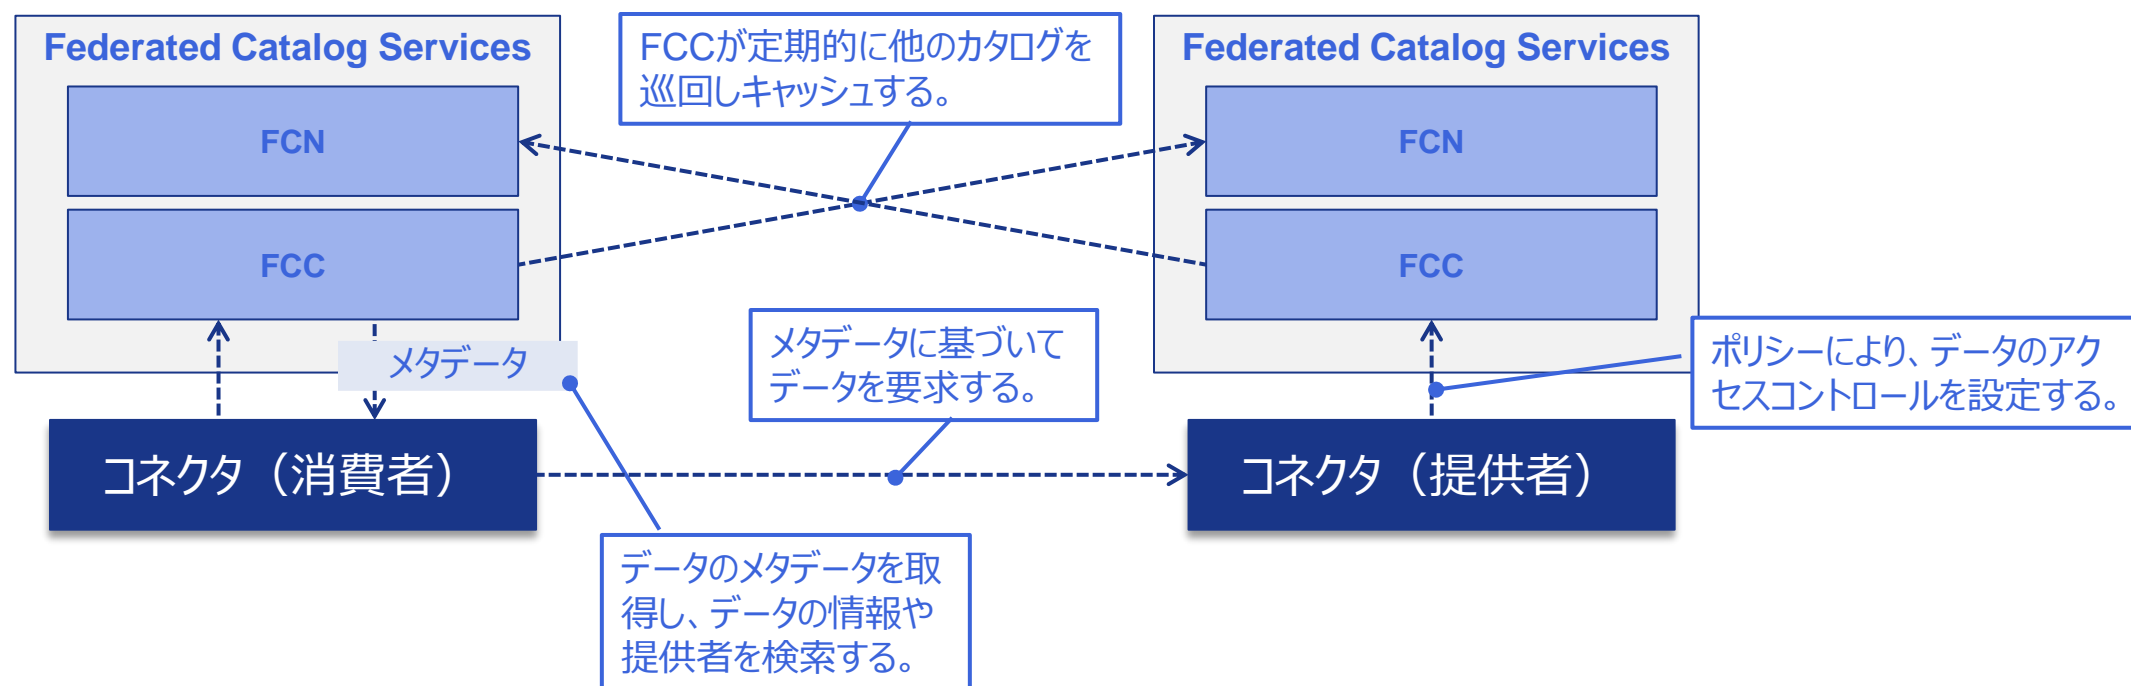 Federated Catalog Services
FCN
FCC
メタデータ
コネクタ（消費者）
FCCが定期的に他のカタログを
巡回しキャッシュする。
メタデータに基づいて
データを要求する。
データのメタデータを取
得し、データの情報や
提供者を検索する。
Federated Catalog Services
FCN
FCC
コネクタ（提供者）
ポリシーにより、データのアク
セスコントロールを設定する。